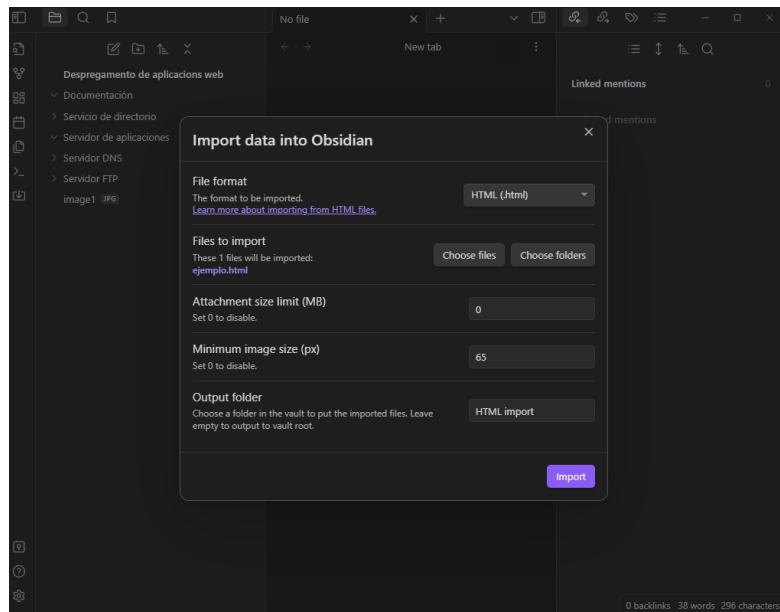 No file
New tab
Despregamento de aplicacions web
Documentación
Servicio de directorio
Servidor de aplicaciones
Servidor DNS
Servidor FTP
image1 JPG
Linked mentions
0
mentions
Import data into Obsidian
File format
The format to be imported.
Learn more about importing from HTML files.
HTML (.html)
Files to import
These 1 files will be imported:
ejemplo.html
Choose files
Choose folders
Attachment size limit (MB)
Set 0 to disable.
0
Minimum image size (px)
Set 0 to disable.
65
Output folder
Choose a folder in the vault to put the imported files. Leave
empty to output to vault root.
HTML import
Import
0 backlinks 38 words 296 characters